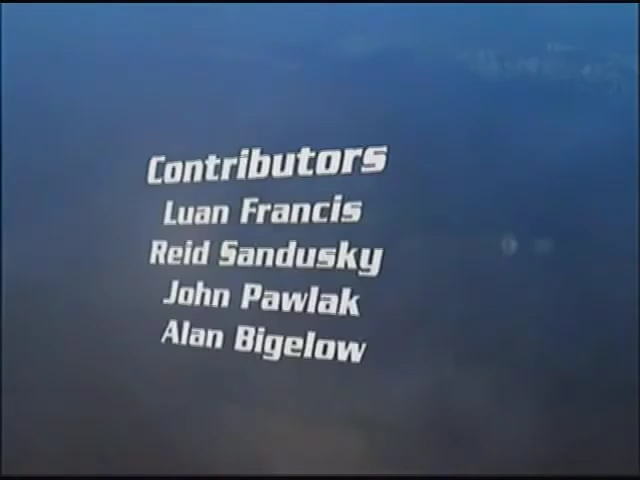 Contributors
Luan Francis
Reid Sandusky
John Pawlak
Alan Bigelow